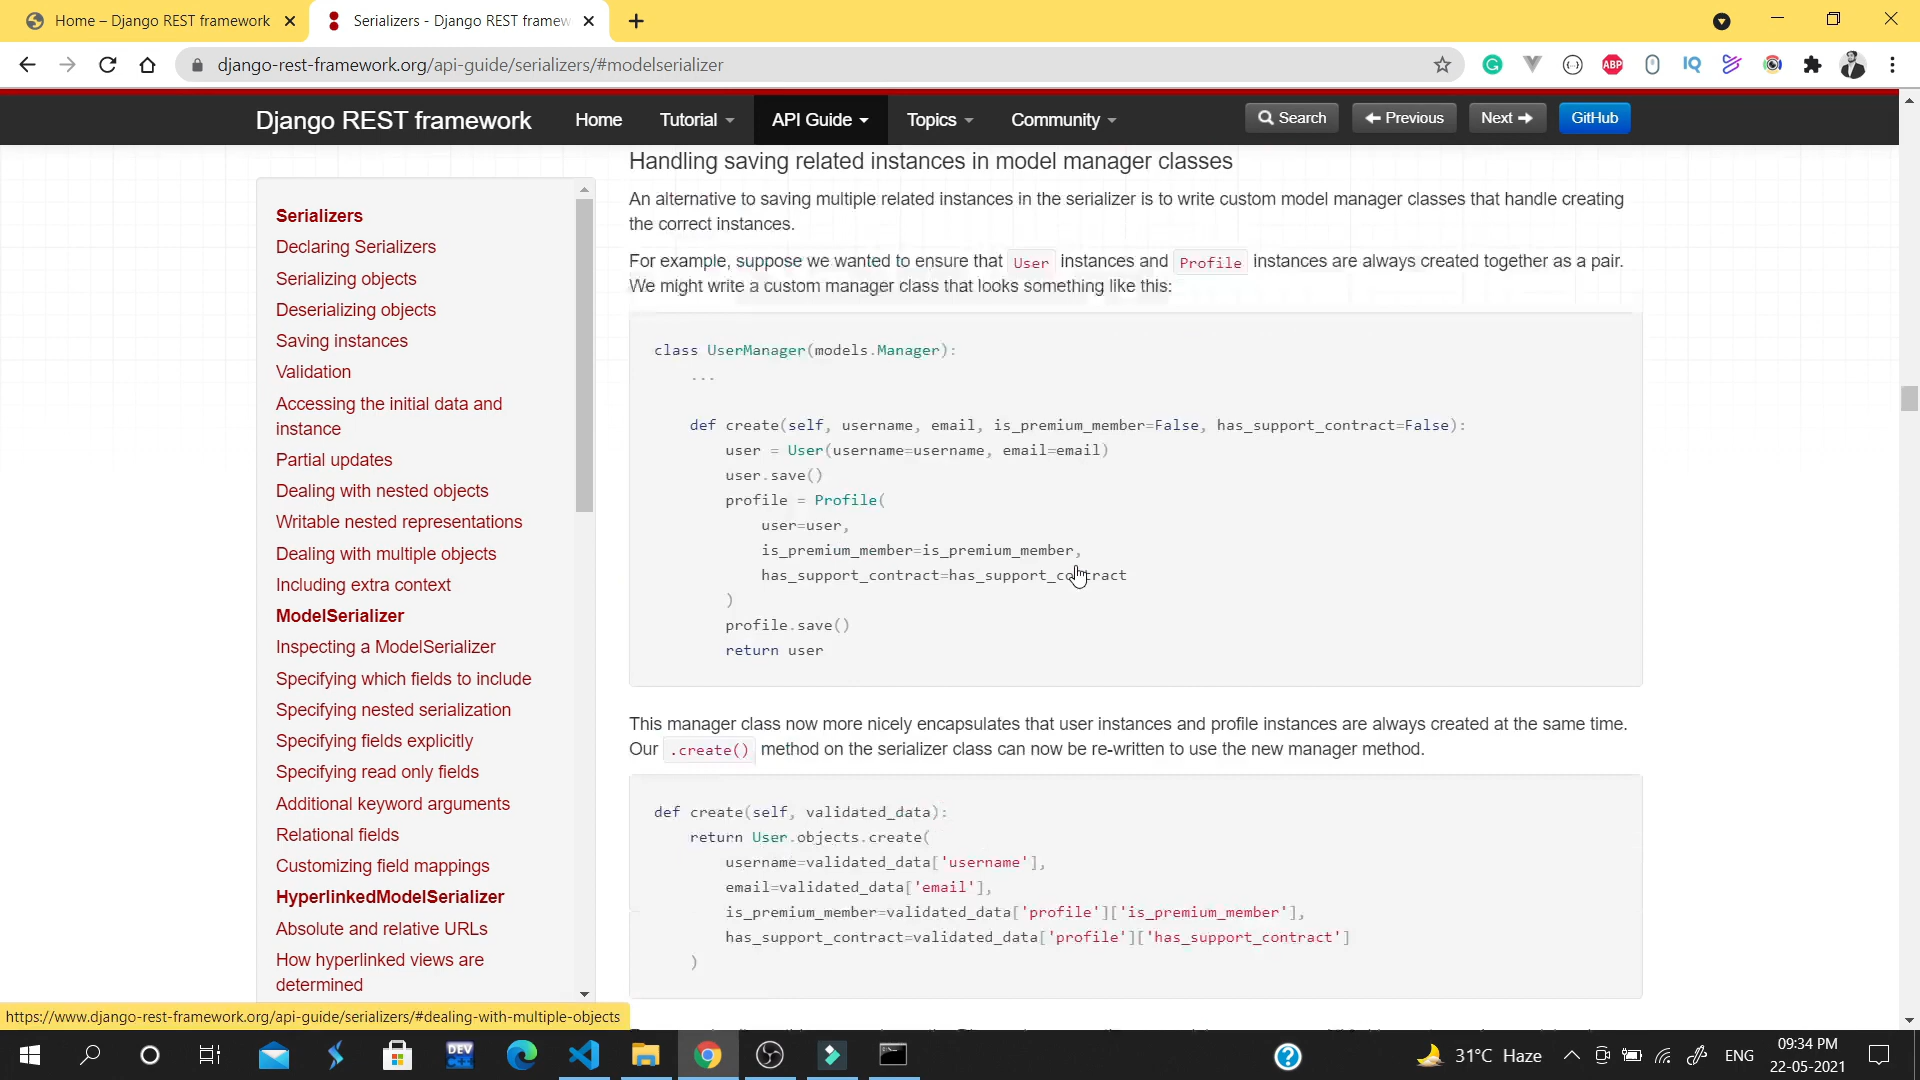 Home – Django REST framework
Serializers - Django REST framew
django-rest-framework.org/api-guide/serializers/#modelserializer
ABP
IQ
Django REST framework
Home
Tutorial
API Guide
Topics
Community
Search
Previous
Next
GitHub
Serializers
Declaring Serializers
Serializing objects
Deserializing objects
Saving instances
Validation
Accessing the initial data and
instance
Partial updates
Dealing with nested objects
Writable nested representations
Dealing with multiple objects
Including extra context
ModelSerializer
Inspecting a ModelSerializer
Specifying which fields to include
Specifying nested serialization
Specifying fields explicitly
Specifying read only fields
Additional keyword arguments
Relational fields
Customizing field mappings
HyperlinkedModelSerializer
Absolute and relative URLs
How hyperlinked views are
determined
Handling saving related instances in model manager classes
An alternative to saving multiple related instances in the serializer is to write custom model manager classes that handle creating
the correct instances.
For example, suppose we wanted to ensure that User instances and Profile instances are always created together as a pair.
We might write a custom manager class that looks something like this:
class UserManager(models.Manager):
...
def create(self, username, email, is_premium_member=False, has_support_contract=False):
user = User(username=username, email=email)
user.save()
profile = Profile(
user=user,
is_premium_member=is_premium_member,
has_support_contract=has_support_contract
)
profile.save()
return user
This manager class now more nicely encapsulates that user instances and profile instances are always created at the same time.
Our .create() method on the serializer class can now be re-written to use the new manager method.
def create(self, validated_data):
return User.objects.create(
username=validated_data['username'],
email=validated_data['email'],
is_premium_member=validated_data['profile']['is_premium_member'],
has_support_contract=validated_data['profile']['has_support_contract']
)
https://www.django-rest-framework.org/api-guide/serializers/#dealing-with-multiple-objects
DEV
31°C Haze
ENG
09:34 PM
22-05-2021